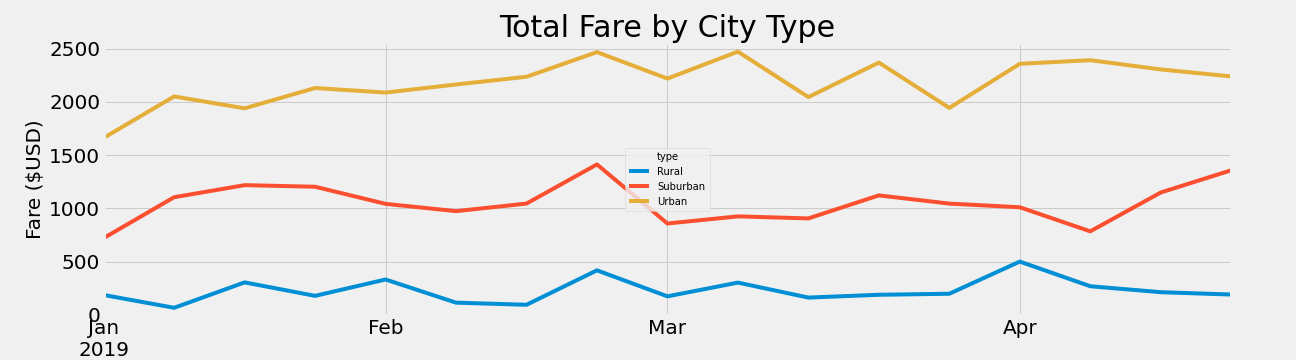 Total Fare by City Type
Fare ($USD)
2500
2000
1500
1000
500
0
type
Rural
Suburban
Urban
Jan
2019
Feb
Mar
Apr